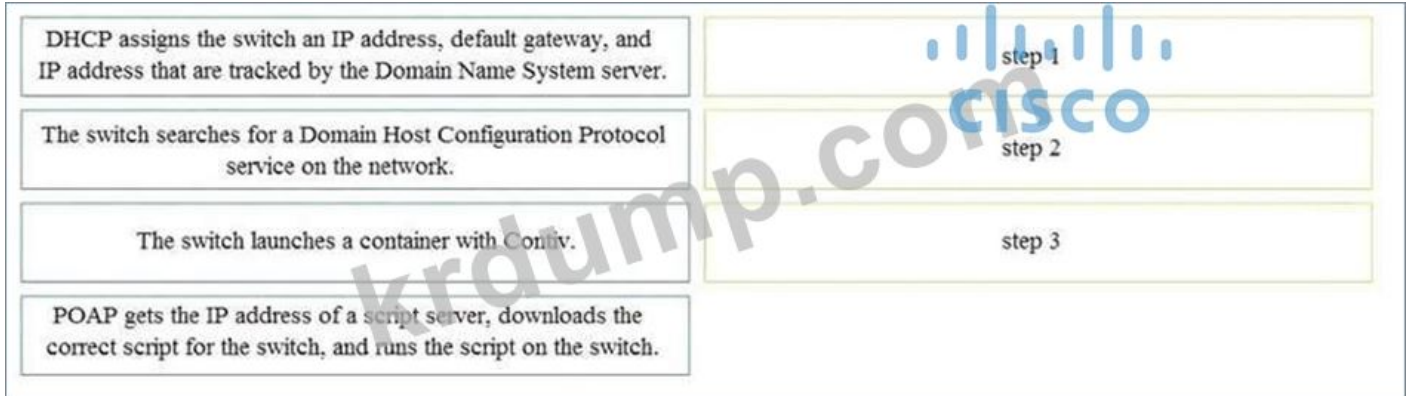 DHCP assigns the switch an IP address, default gateway, and
IP address that are tracked by the Domain Name System server.
step 1
CISCO
The switch searches for a Domain Host Configuration Protocol
service on the network.
step 2
The switch launches a container with Contiv.
step 3
POAP gets the IP address of a script server, downloads the
correct script for the switch, and runs the script on the switch.
krdump.com